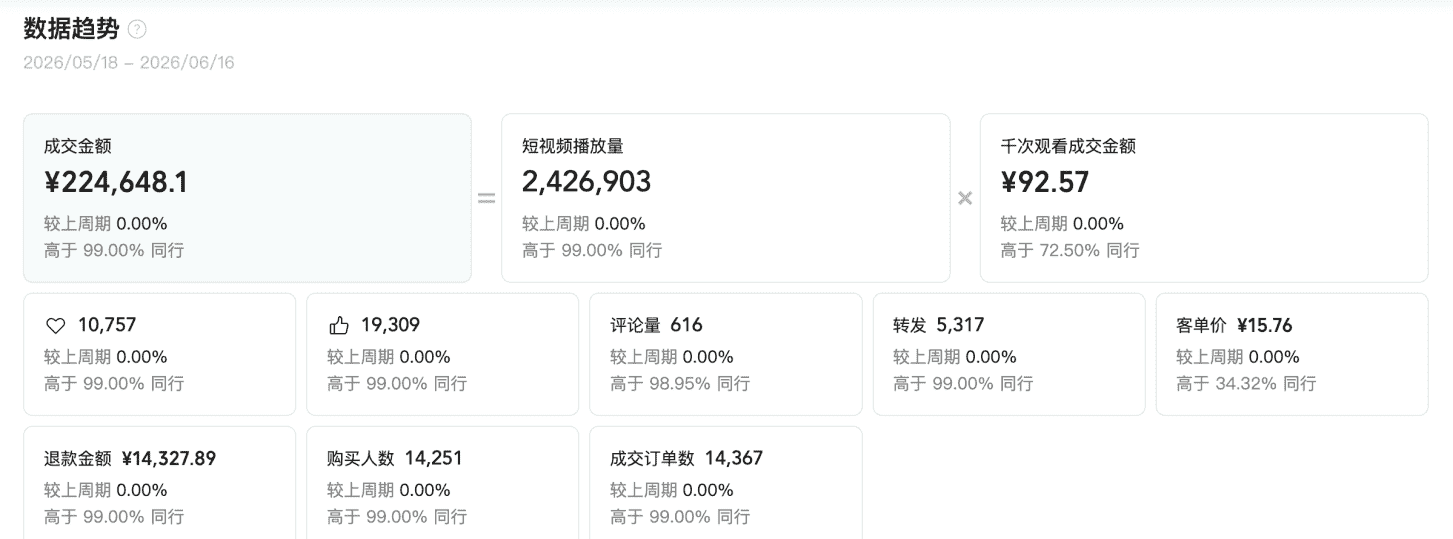 数据趋势 ?
2026/05/18 – 2026/06/16
成交金额
¥224,648.1
较上周期 0.00%
高于 99.00% 同行
=
短视频播放量
2,426,903
较上周期 0.00%
高于 99.00% 同行
×
千次观看成交金额
¥92.57
较上周期 0.00%
高于 72.50% 同行
10,757
较上周期 0.00%
高于 99.00% 同行
19,309
较上周期 0.00%
高于 99.00% 同行
评论量 616
较上周期 0.00%
高于 98.95% 同行
转发 5,317
较上周期 0.00%
高于 99.00% 同行
客单价 ¥15.76
较上周期 0.00%
高于 34.32% 同行
退款金额 ¥14,327.89
较上周期 0.00%
高于 99.00% 同行
购买人数 14,251
较上周期 0.00%
高于 99.00% 同行
成交订单数 14,367
较上周期 0.00%
高于 99.00% 同行